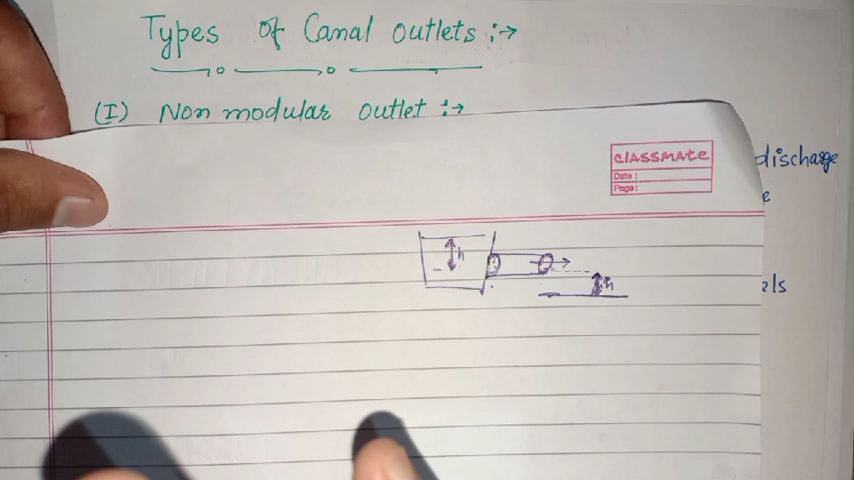 Types of Canal outlets :→
(I) Non modular outlet :→
discharge
e
classmate
Date :
Page:
h
h
els